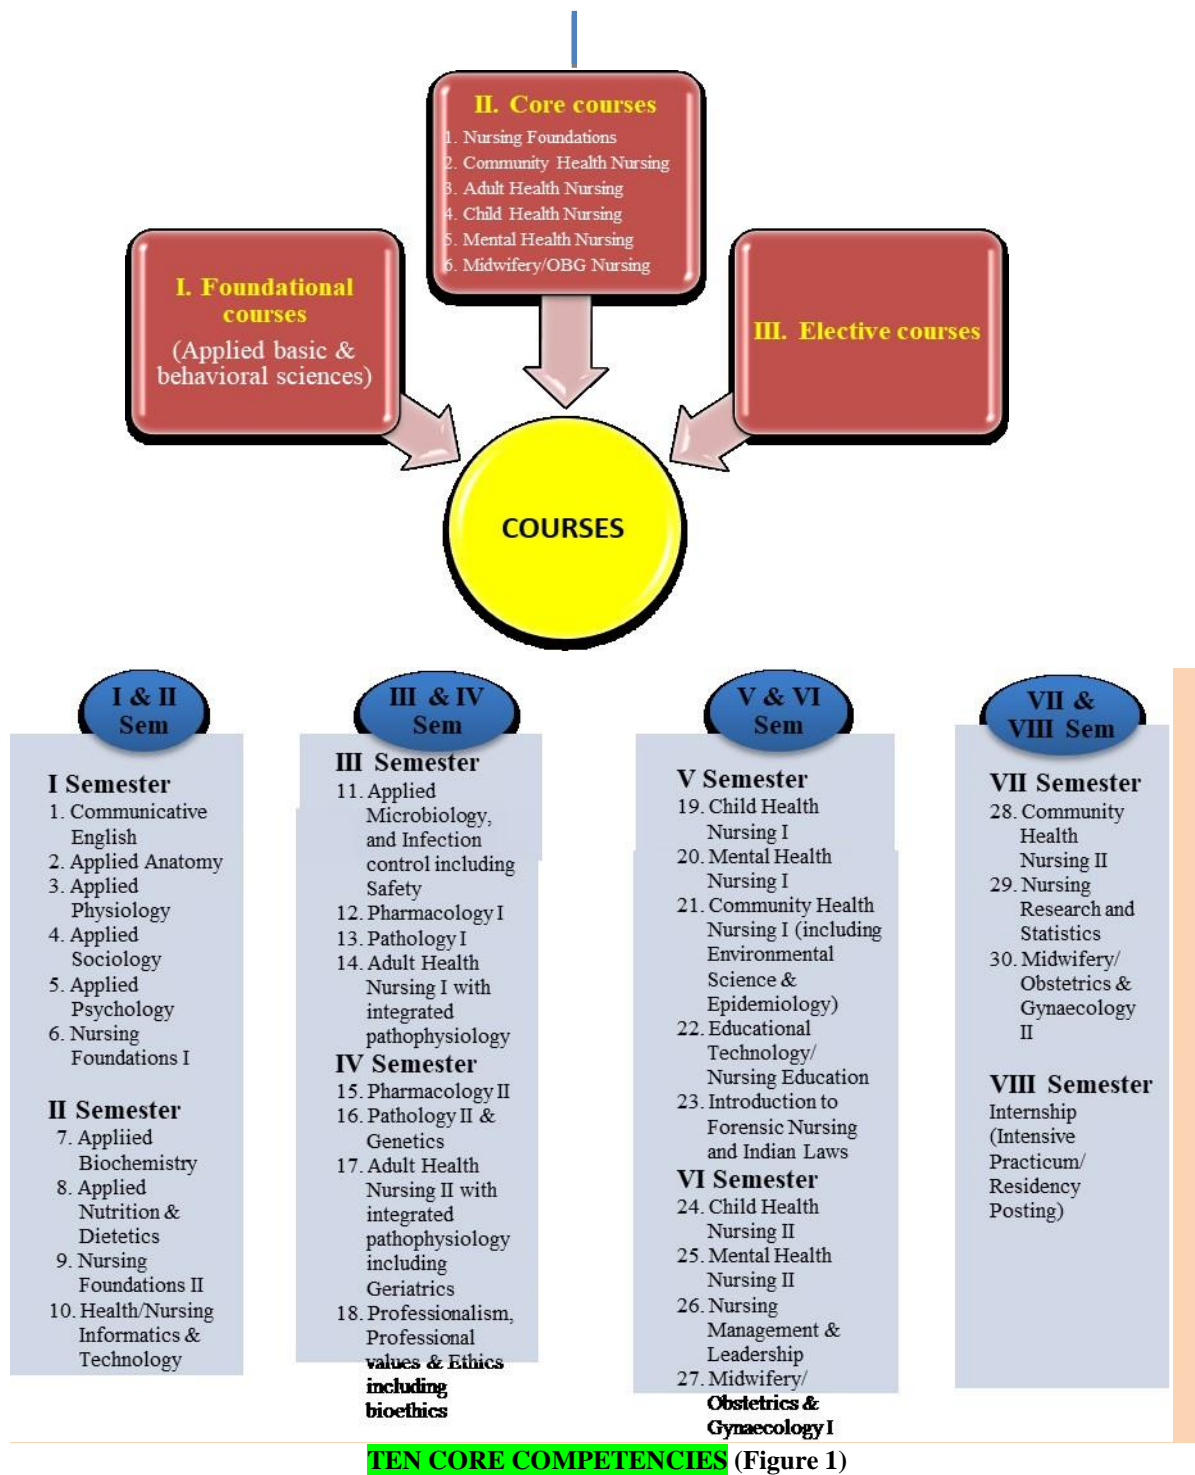 II. Core courses
1. Nursing Foundations
2. Community Health Nursing
3. Adult Health Nursing
4. Child Health Nursing
5. Mental Health Nursing
6. Midwifery/OBG Nursing
I. Foundational
courses
(Applied basic &
behavioral sciences)
III. Elective courses
COURSES
I & II
Sem
I Semester
1. Communicative
English
2. Applied Anatomy
3. Applied
Physiology
4. Applied
Sociology
5. Applied
Psychology
6. Nursing
Foundations I
II Semester
7. Appliied
Biochemistry
8. Applied
Nutrition &
Dietetics
9. Nursing
Foundations II
10. Health/Nursing
Informatics &
Technology
III & IV
Sem
III Semester
11. Applied
Microbiology,
and Infection
control including
Safety
12. Pharmacology I
13. Pathology I
14. Adult Health
Nursing I with
integrated
pathophysiology
IV Semester
15. Pharmacology II
16. Pathology II &
Genetics
17. Adult Health
Nursing II with
integrated
pathophysiology
including
Geriatrics
18. Professionalism,
Professional
values & Ethics
including
bioethics
V & VI
Sem
V Semester
19. Child Health
Nursing I
20. Mental Health
Nursing I
21. Community Health
Nursing I (including
Environmental
Science &
Epidemiology)
22. Educational
Technology/
Nursing Education
23. Introduction to
Forensic Nursing
and Indian Laws
VI Semester
24. Child Health
Nursing II
25. Mental Health
Nursing II
26. Nursing
Management &
Leadership
27. Midwifery/
Obstetrics &
Gynaecology I
VII &
VIII Sem
VII Semester
28. Community
Health
Nursing II
29. Nursing
Research and
Statistics
30. Midwifery/
Obstetrics &
Gynaecology
II
VIII Semester
Internship
(Intensive
Practicum/
Residency
Posting)
TEN CORE COMPETENCIES (Figure 1)